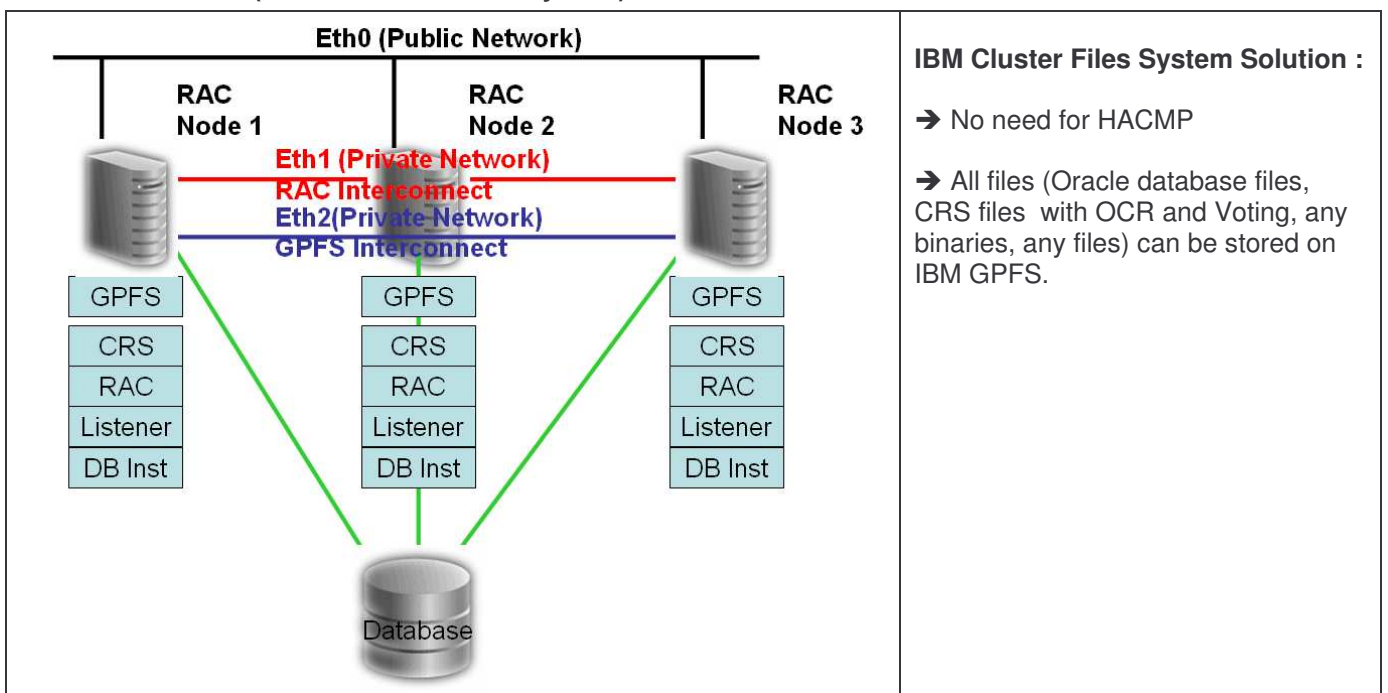 Eth0 (Public Network)
RAC
Node 1
RAC
Node 2
RAC
Node 3
Eth1 (Private Network)
RAC Interconnect
Eth2(Private Network)
GPFS Interconnect
GPFS
CRS
RAC
Listener
DB Inst
GPFS
CRS
RAC
Listener
DB Inst
GPFS
CRS
RAC
Listener
DB Inst
Database
IBM Cluster Files System Solution :
➔ No need for HACMP
➔ All files (Oracle database files,
CRS files with OCR and Voting, any
binaries, any files) can be stored on
IBM GPFS.